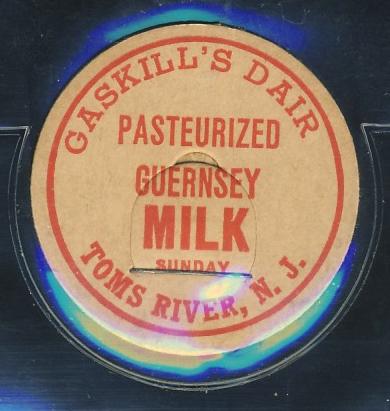 GASKILL'S DAIR
PASTEURIZED
GUERNSEY
MILK
SUNDAY
TOMS RIVER, N. J.